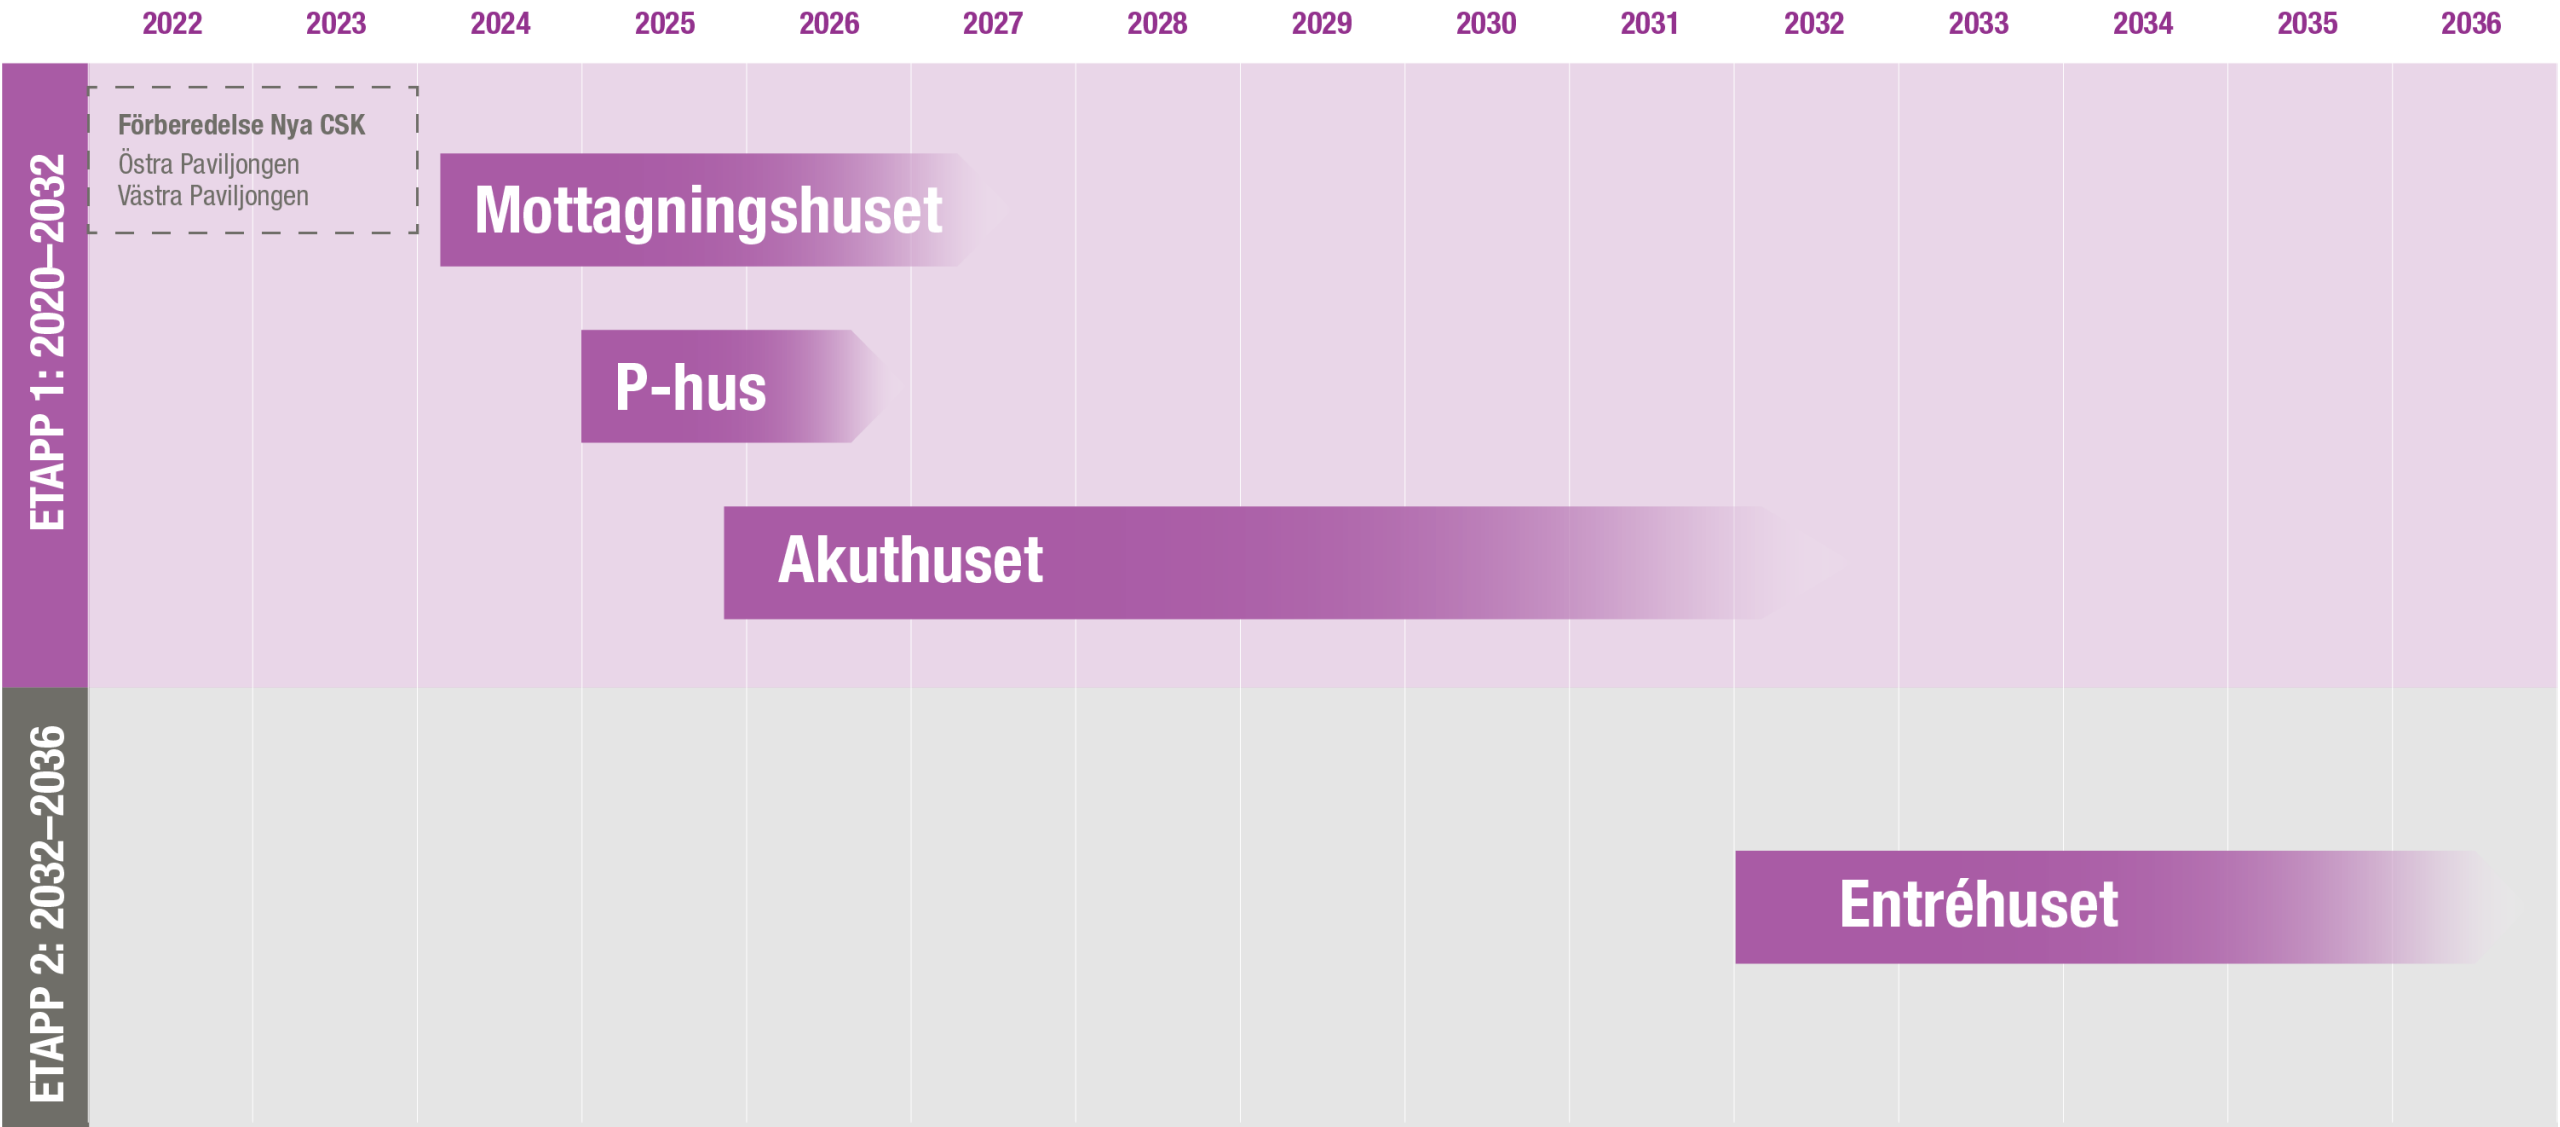 2022 2023 2024 2025 2026 2027 2028 2029 2030 2031 2032 2033 2034 2035 2036
ETAPP 1: 2020–2032
Förberedelse Nya CSK
Östra Paviljongen
Västra Paviljongen
Mottagningshuset
P-hus
Akuthuset
ETAPP 2: 2032–2036
Entréhuset